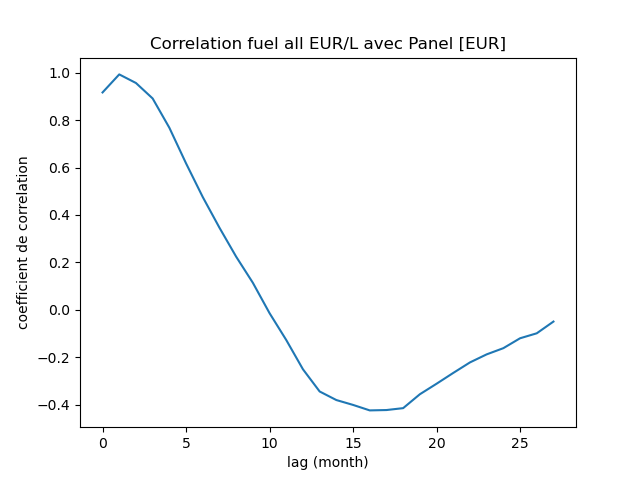 Correlation fuel all EUR/L avec Panel [EUR]
coefficient de correlation
1.0
0.8
0.6
0.4
0.2
0.0
−0.2
−0.4
0 5 10 15 20 25
lag (month)